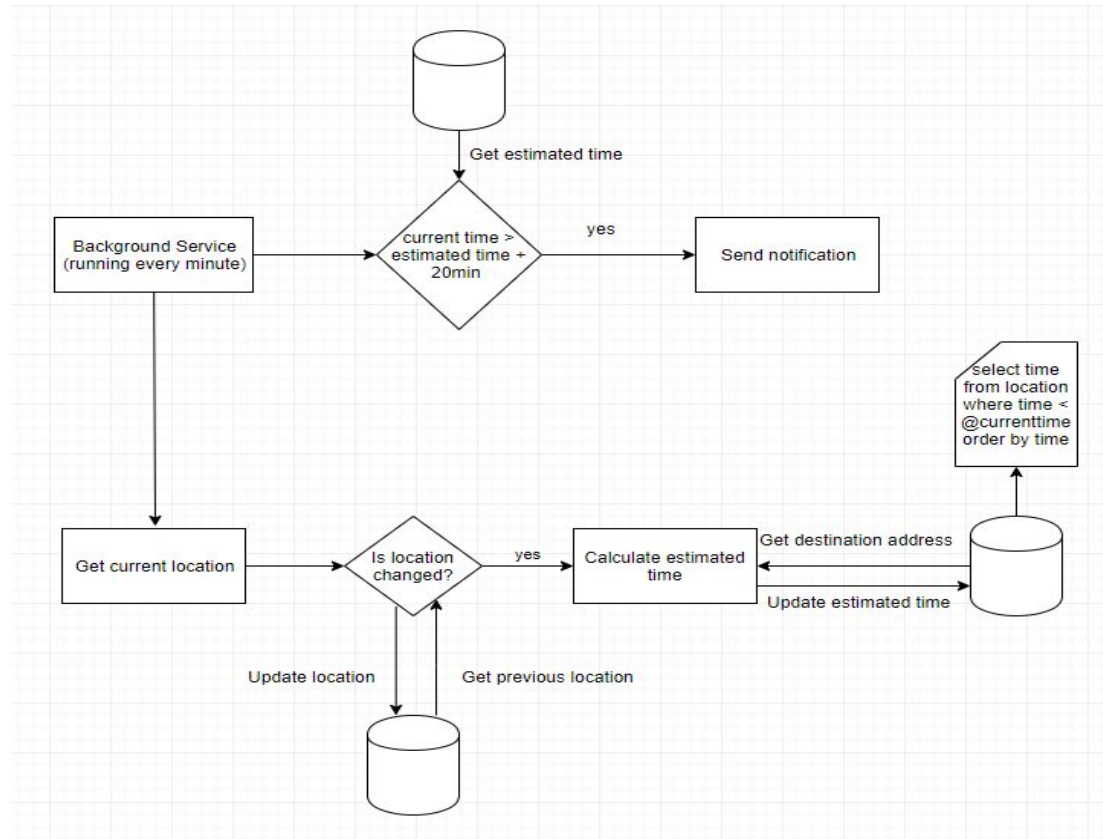 Get estimated time
Background Service
(running every minute)
current time >
estimated time +
20min
yes
Send notification
select time
from location
where time <
@currenttime
order by time
Get current location
Is location
changed?
yes
Calculate estimated
time
Get destination address
Update estimated time
Update location
Get previous location